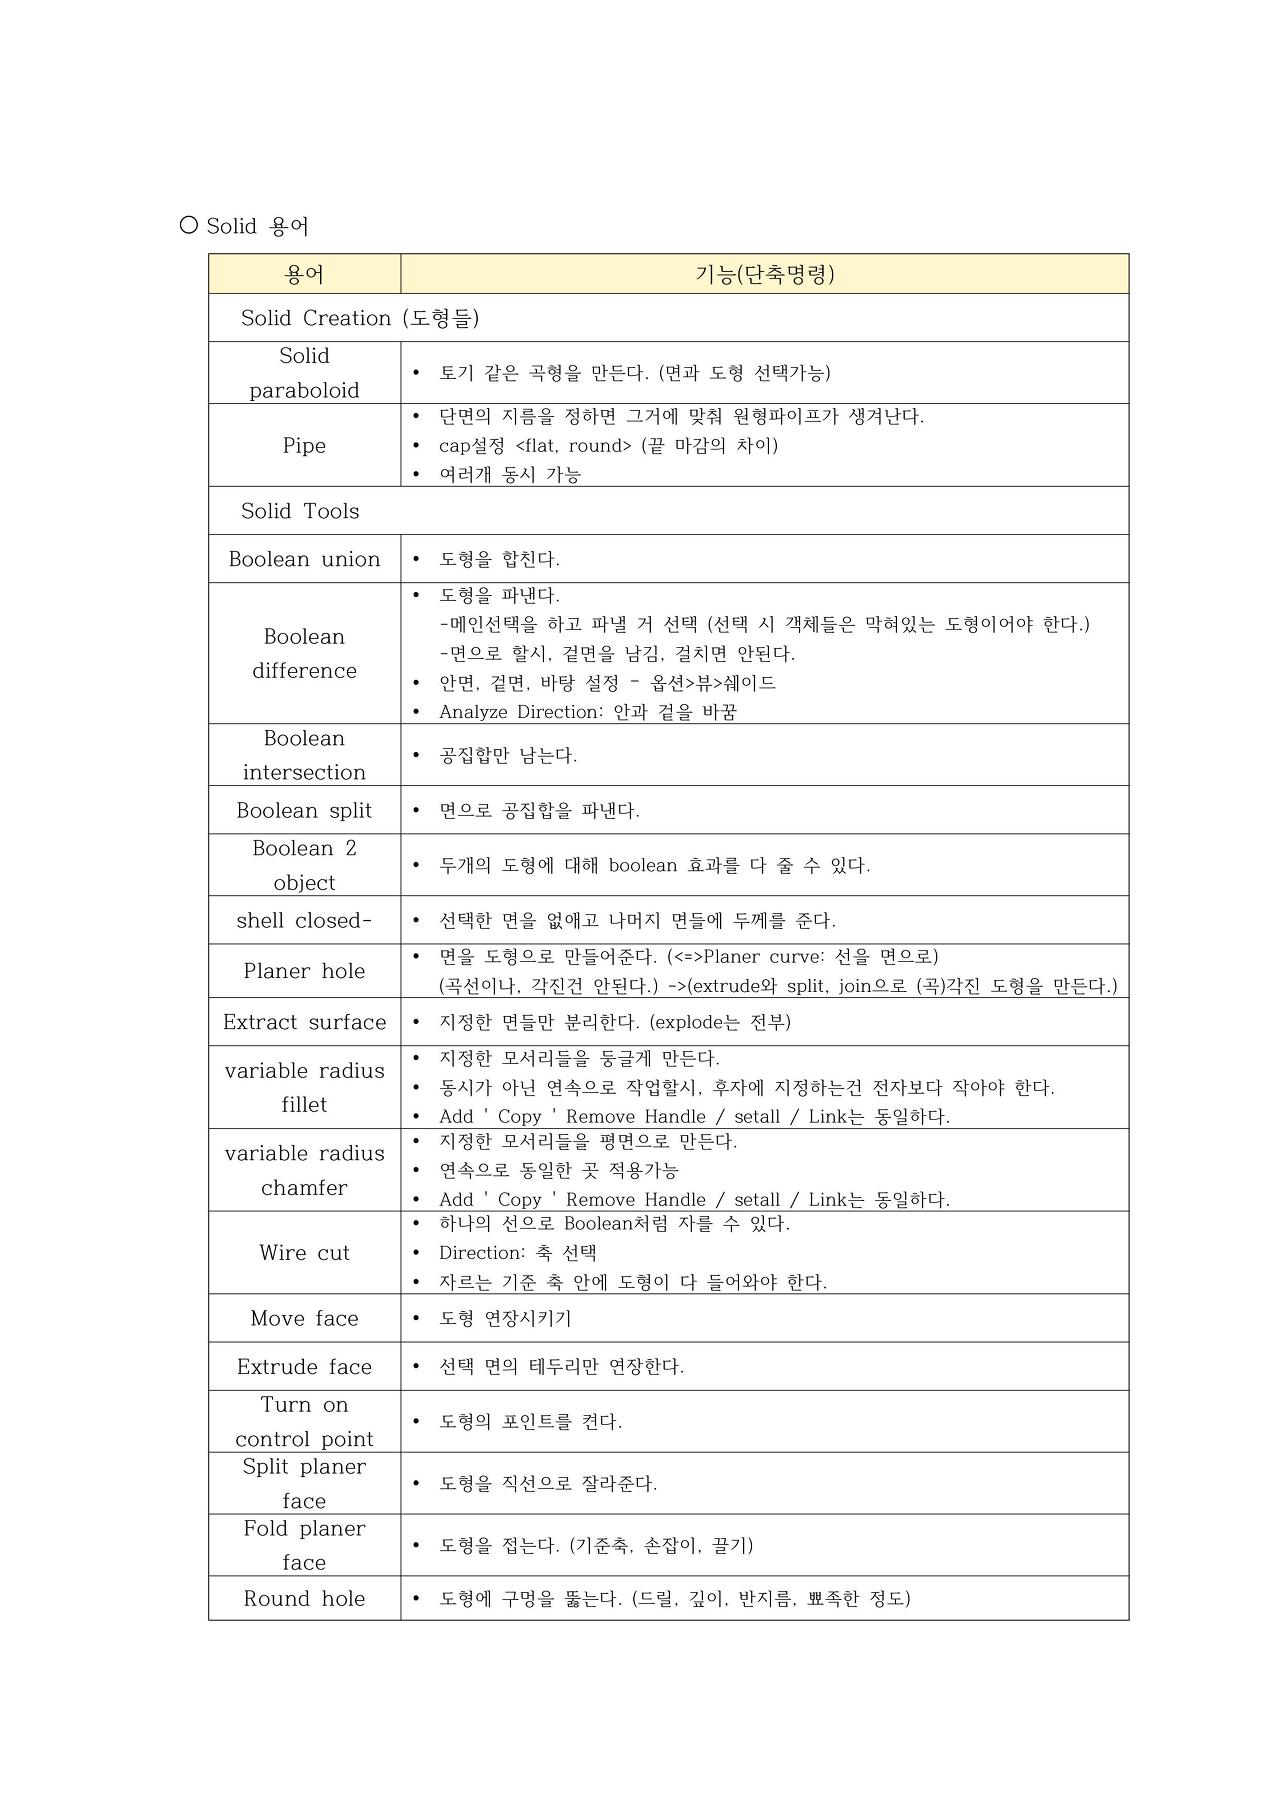 ○ Solid 용어
용어
기능(단축명령)
Solid Creation (도형들)
Solid
paraboloid
• 토기 같은 곡형을 만든다. (면과 도형 선택가능)
Pipe
• 단면의 지름을 정하면 그거에 맞춰 원형파이프가 생겨난다.
• cap설정 <flat, round> (끝 마감의 차이)
• 여러개 동시 가능
Solid Tools
Boolean union
• 도형을 합친다.
Boolean
difference
• 도형을 파낸다.
-메인선택을 하고 파낼 거 선택 (선택 시 객체들은 막혀있는 도형이어야 한다.)
-면으로 할시, 겉면을 남김, 걸치면 안된다.
• 안면, 겉면, 바탕 설정 - 옵션>뷰>쉐이드
• Analyze Direction: 안과 겉을 바꿈
Boolean
intersection
• 공집합만 남는다.
Boolean split
• 면으로 공집합을 파낸다.
Boolean 2
object
• 두개의 도형에 대해 boolean 효과를 다 줄 수 있다.
shell closed-
• 선택한 면을 없애고 나머지 면들에 두께를 준다.
Planer hole
• 면을 도형으로 만들어준다. (<=>Planer curve: 선을 면으로)
(곡선이나, 각진건 안된다.) ->(extrude와 split, join으로 (곡)각진 도형을 만든다.)
Extract surface
• 지정한 면들만 분리한다. (explode는 전부)
variable radius
fillet
• 지정한 모서리들을 둥글게 만든다.
• 동시가 아닌 연속으로 작업할시, 후자에 지정하는건 전자보다 작아야 한다.
• Add ' Copy ' Remove Handle / setall / Link는 동일하다.
variable radius
chamfer
• 지정한 모서리들을 평면으로 만든다.
• 연속으로 동일한 곳 적용가능
• Add ' Copy ' Remove Handle / setall / Link는 동일하다.
Wire cut
• 하나의 선으로 Boolean처럼 자를 수 있다.
• Direction: 축 선택
• 자르는 기준 축 안에 도형이 다 들어와야 한다.
Move face
• 도형 연장시키기
Extrude face
• 선택 면의 테두리만 연장한다.
Turn on
control point
• 도형의 포인트를 켠다.
Split planer
face
• 도형을 직선으로 잘라준다.
Fold planer
face
• 도형을 접는다. (기준축, 손잡이, 끌기)
Round hole
• 도형에 구멍을 뚫는다. (드릴, 깊이, 반지름, 뾰족한 정도)